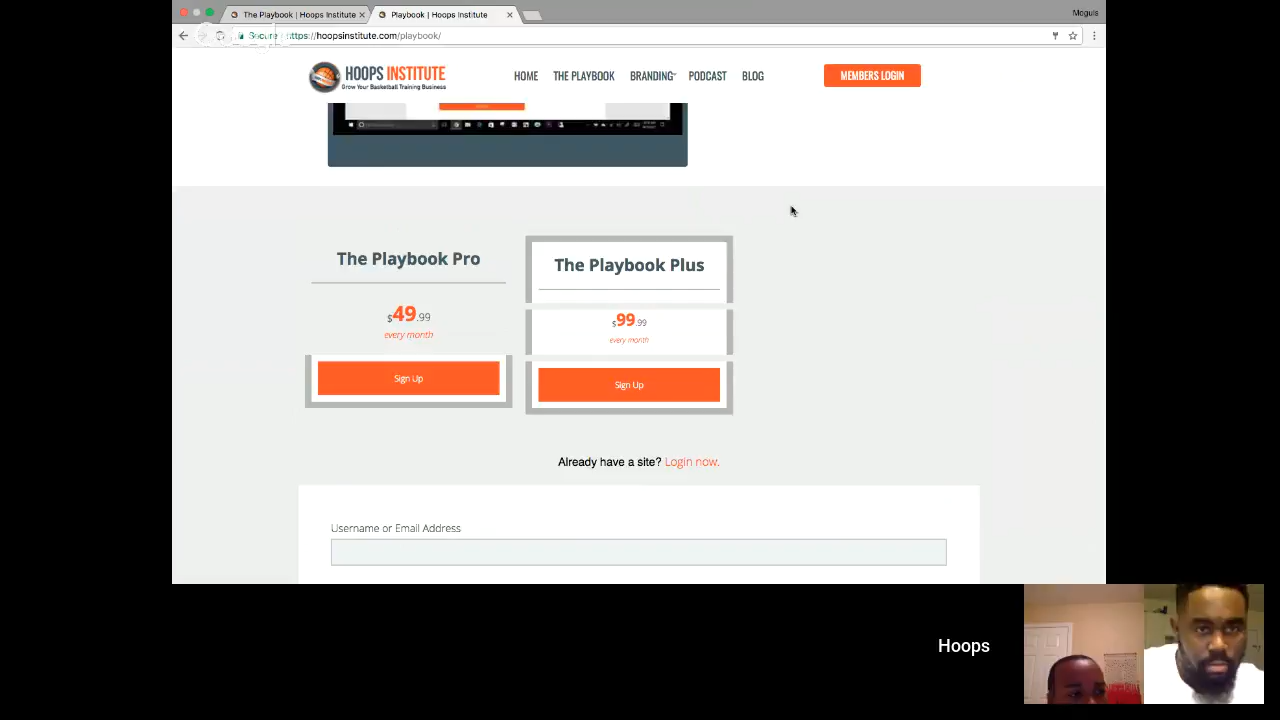 The Playbook | Hoops Institute
Playbook | Hoops Institute
Moguls
Secure
https://hoopsinstitute.com/playbook/
HOOPS INSTITUTE
Grow Your Basketball Training Business
HOME
THE PLAYBOOK
BRANDING
PODCAST
BLOG
MEMBERS LOGIN
The Playbook Pro
$49.99
every month
Sign Up
The Playbook Plus
$99.99
every month
Sign Up
Already have a site? Login now.
Username or Email Address
Hoops